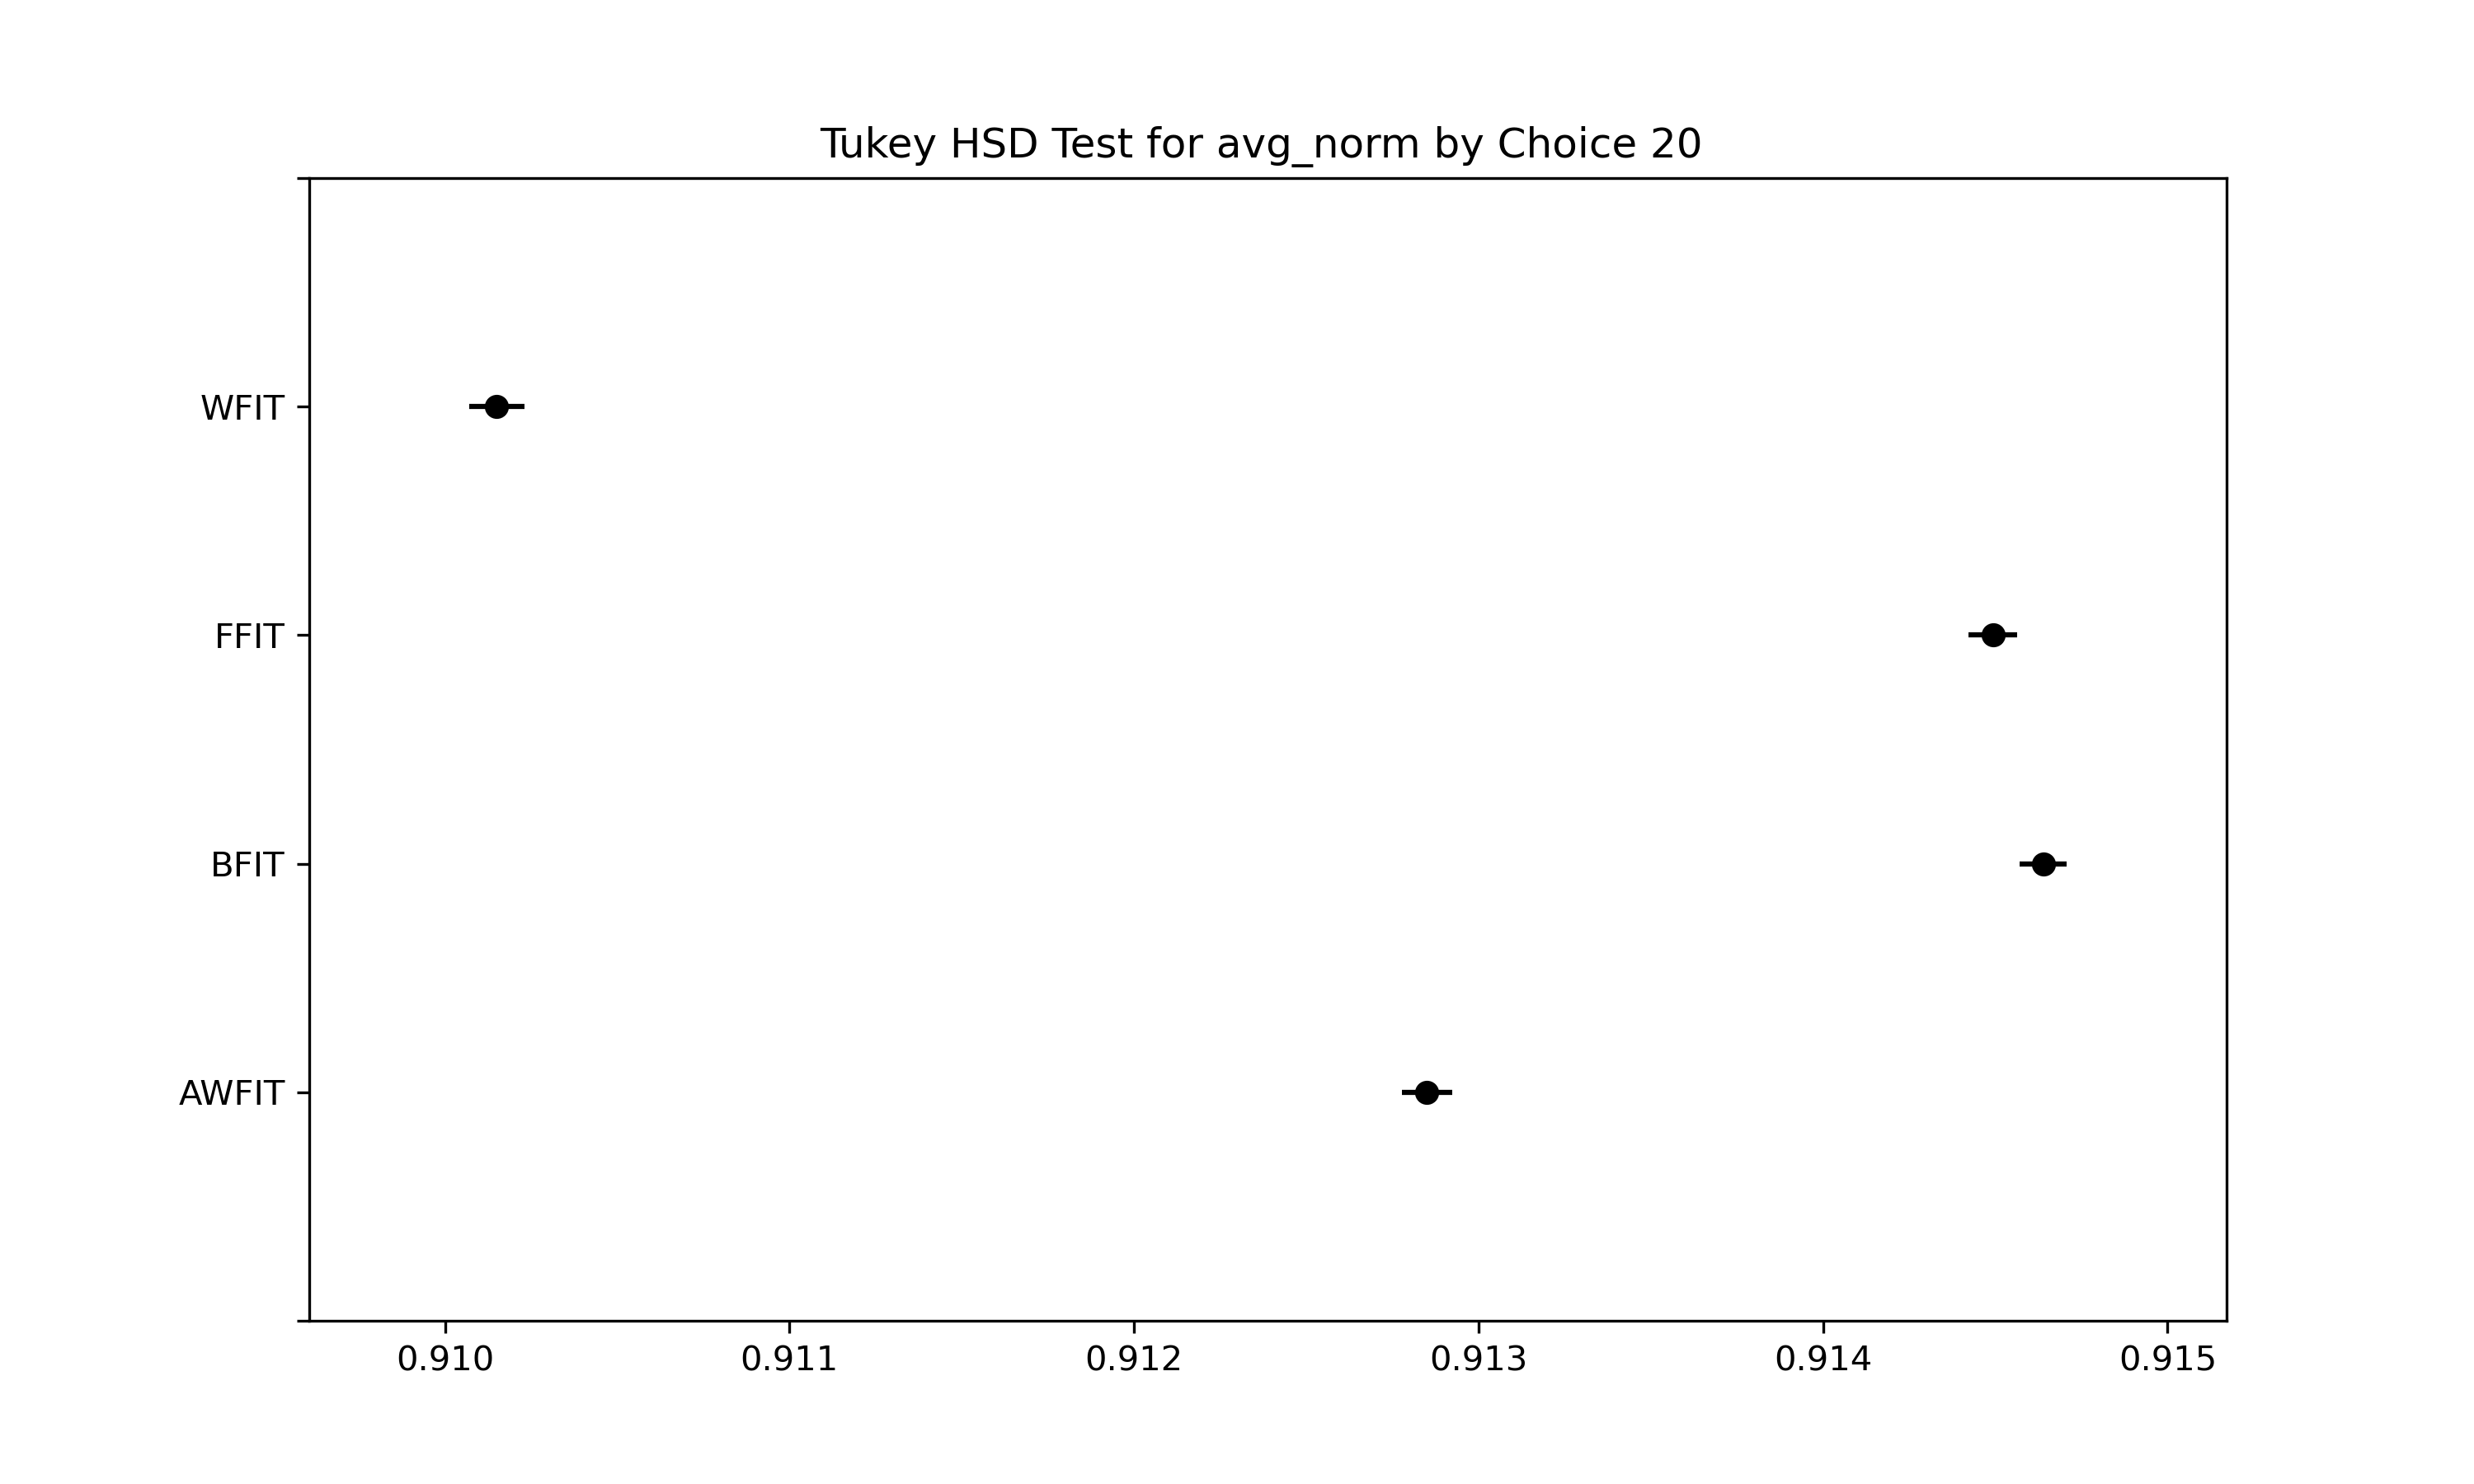 Tukey HSD Test for avg_norm by Choice 20
WFIT
FFIT
BFIT
AWFIT
0.910 0.911 0.912 0.913 0.914 0.915